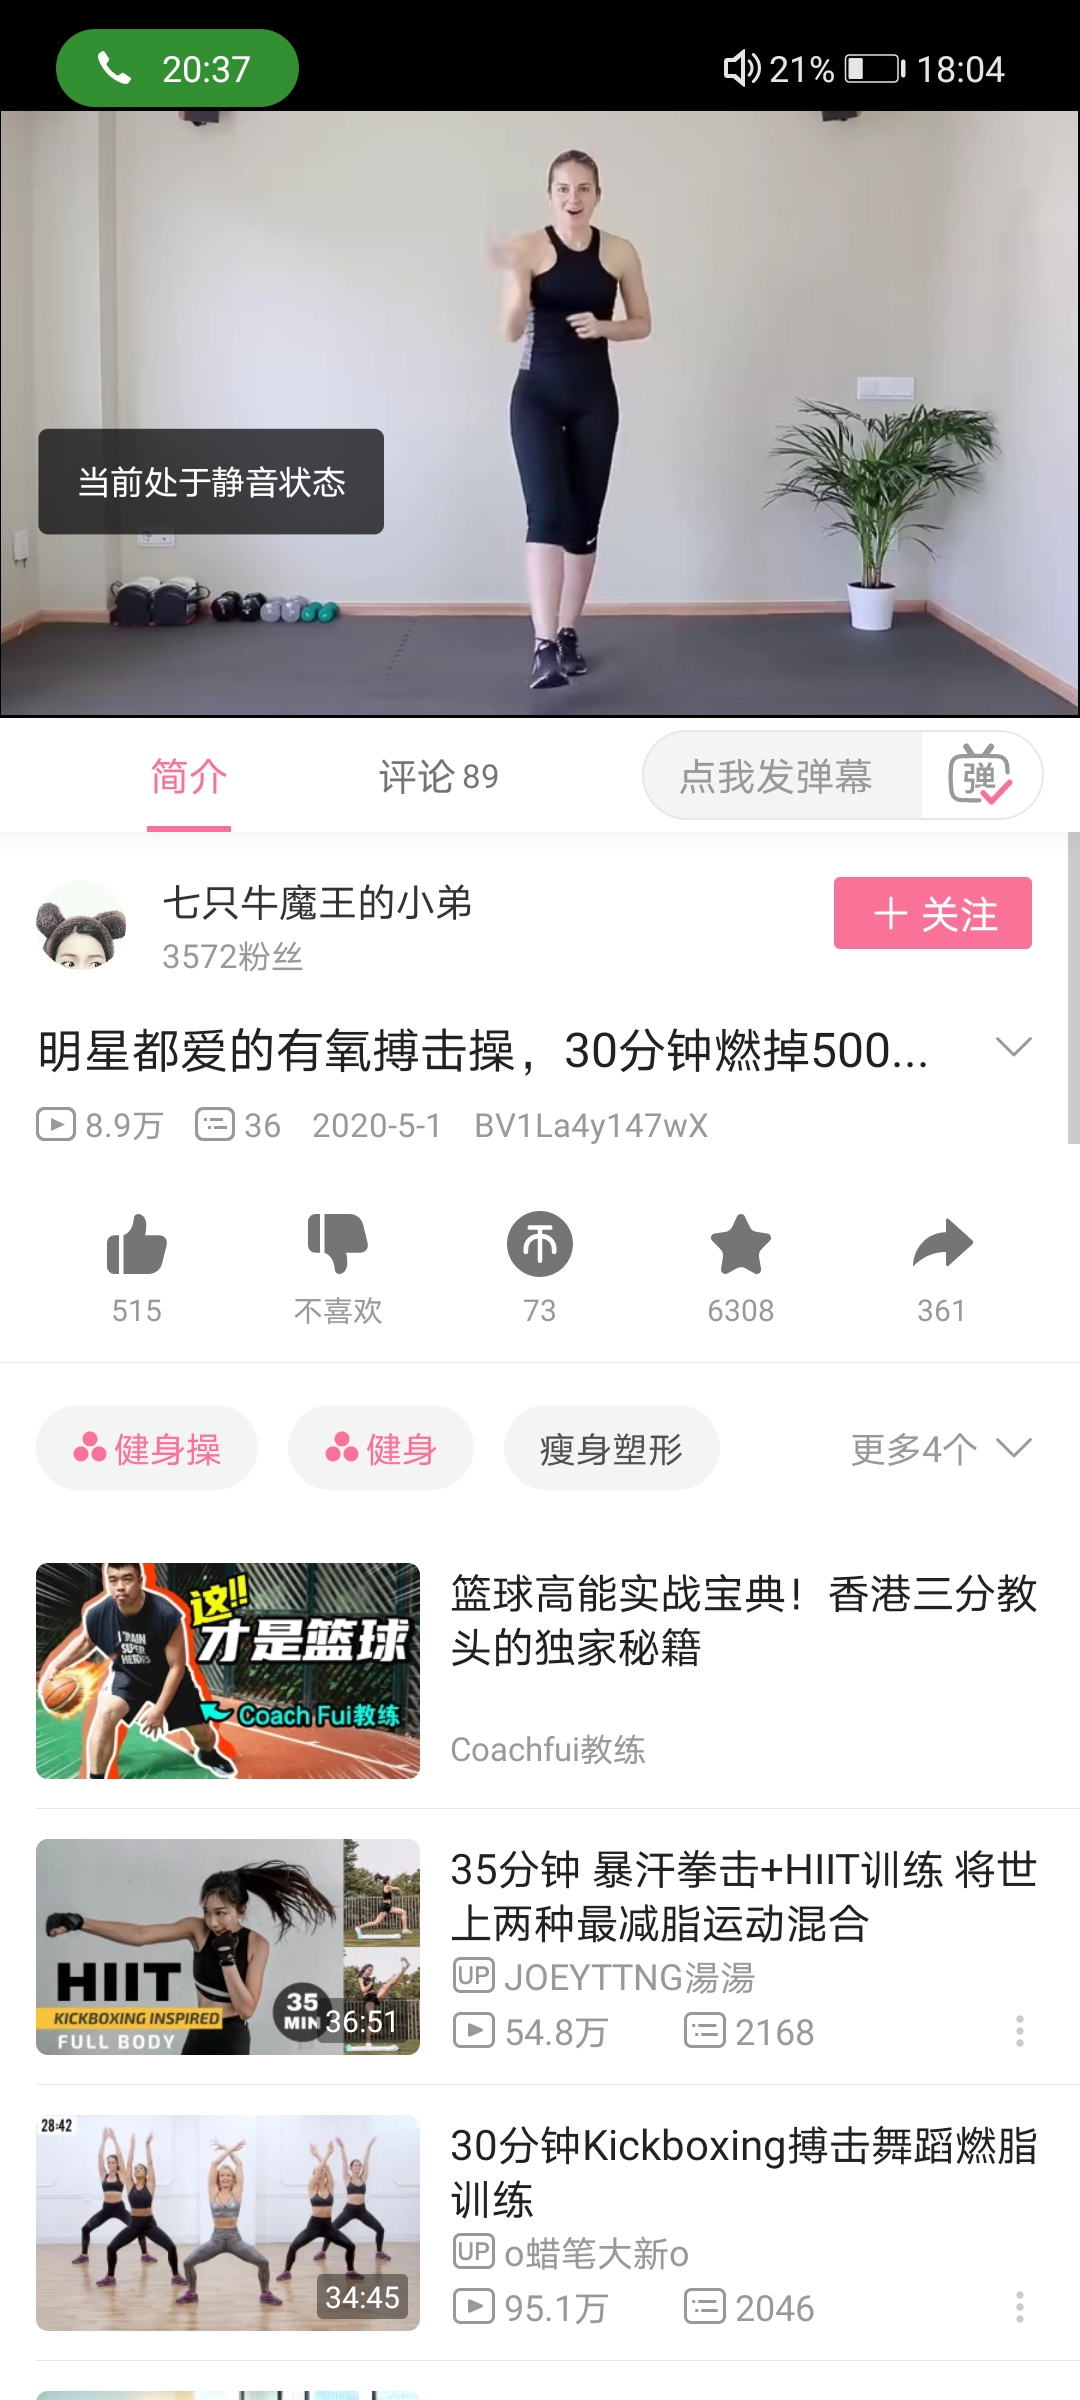 20:37
21% 18:04
当前处于静音状态
简介 评论 89 点我发弹幕 弹
七只牛魔王的小弟
3572粉丝
关注
明星都爱的有氧搏击操，30分钟燃掉500...
8.9万 36 2020-5-1 BV1La4y147wX
515 不喜欢 73 6308 361
健身操 健身 瘦身塑形 更多4个
这!!
才是篮球
I TRAIN
SUPER
HEROES
Coach Fui教练
篮球高能实战宝典！香港三分教
头的独家秘籍
Coachfui教练
HIIT
KICKBOXING INSPIRED
FULL BODY
35
MIN
36:51
35分钟 暴汗拳击+HIIT训练 将世
上两种最减脂运动混合
UP JOEYTTNG湯湯
54.8万 2168
28:42
34:45
30分钟Kickboxing搏击舞蹈燃脂
训练
UP o蜡笔大新o
95.1万 2046